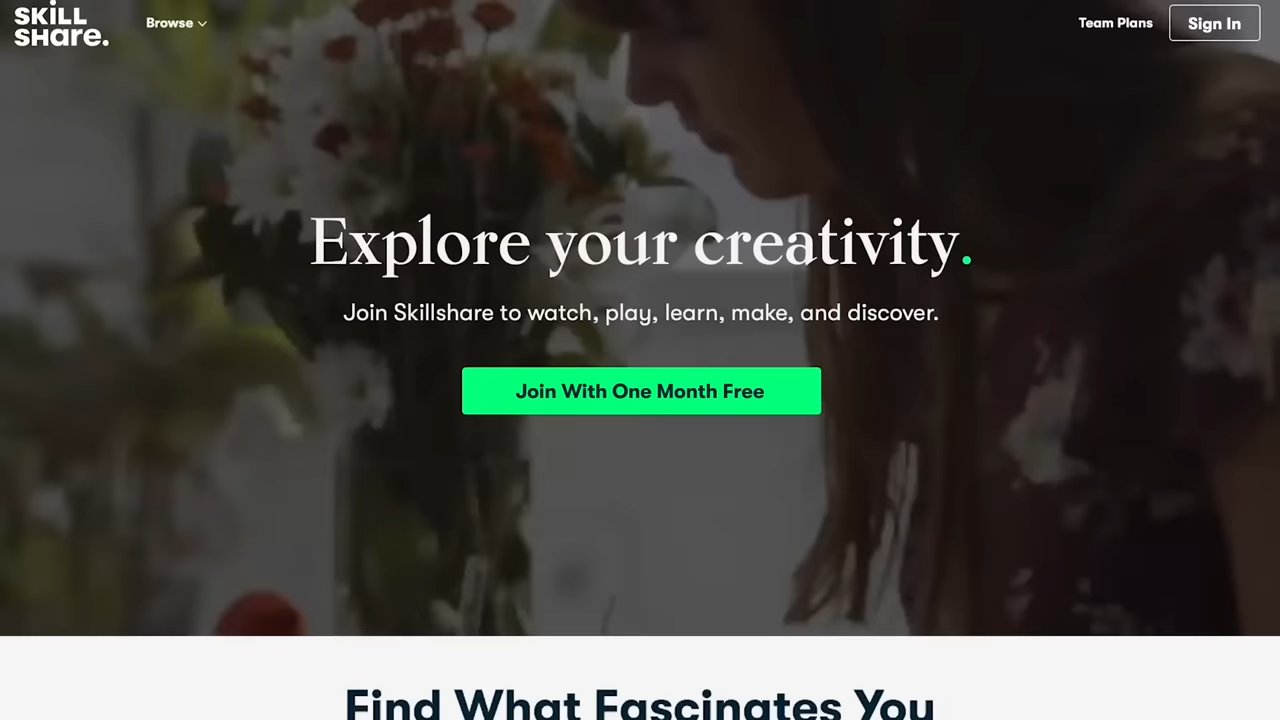 SKiLL
SHare.
Browse
Team Plans
Sign In
Explore your creativity.
Join Skillshare to watch, play, learn, make, and discover.
Join With One Month Free
Find What Fascinates You